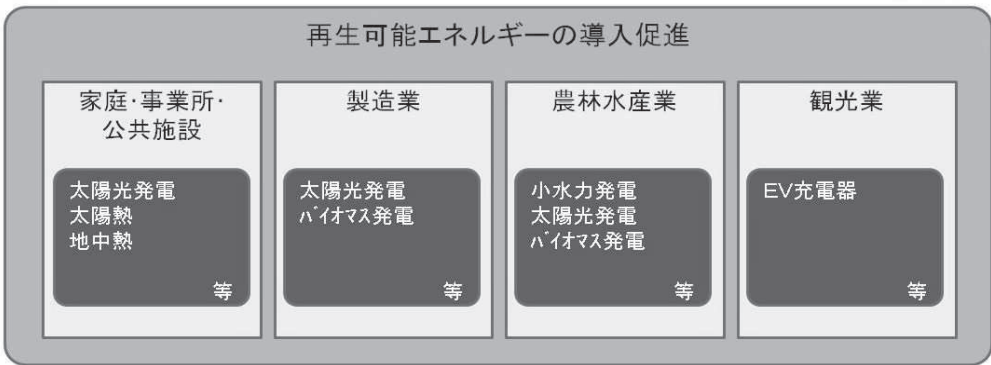 再生可能エネルギーの導入促進
家庭・事業所・
公共施設
太陽光発電
太陽熱
地中熱
等
製造業
太陽光発電
バイオマス発電
等
農林水産業
小水力発電
太陽光発電
バイオマス発電
等
観光業
EV充電器
等